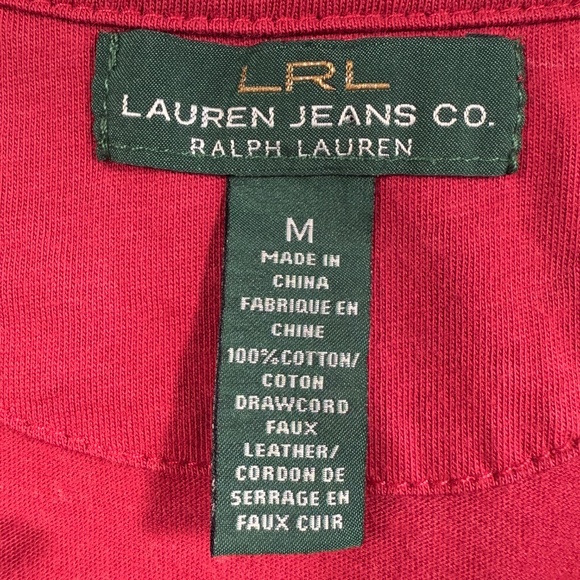 LRL
LAUREN JEANS CO.
RALPH LAUREN
M
MADE IN
CHINA
FABRIQUE EN
CHINE
100% COTTON/
COTON
DRAWCORD
FAUX
LEATHER/
CORDON DE
SERRAGE EN
FAUX CUIR